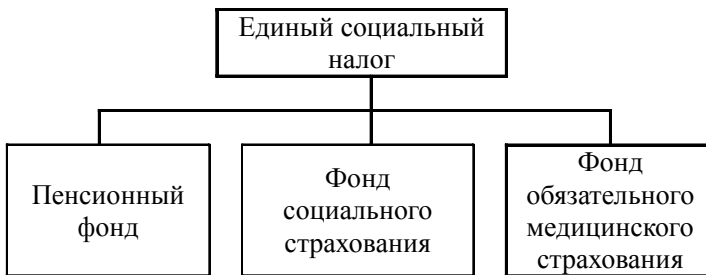 Единый социальный
налог
Пенсионный
фонд
Фонд
социального
страхования
Фонд
обязательного
медицинского
страхования